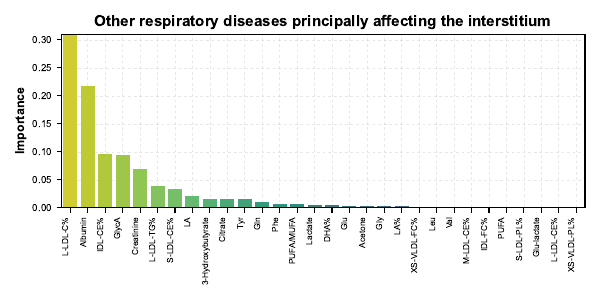 Other respiratory diseases principally affecting the interstitium
Importance
0.30
0.25
0.20
0.15
0.10
0.05
0.00
L-LDL-C%
Albumin
IDL-CE%
GlycA
Creatinine
L-LDL-TG%
S-LDL-CE%
LA
3-Hydroxybutyrate
Citrate
Tyr
Gln
Phe
PUFA/MUFA
Lactate
DHA%
Glu
Acetone
Gly
LA%
XS-VLDL-FC%
Leu
Val
M-LDL-CE%
IDL-FC%
PUFA
S-LDL-PL%
Glu-lactate
L-LDL-CE%
XS-VLDL-PL%